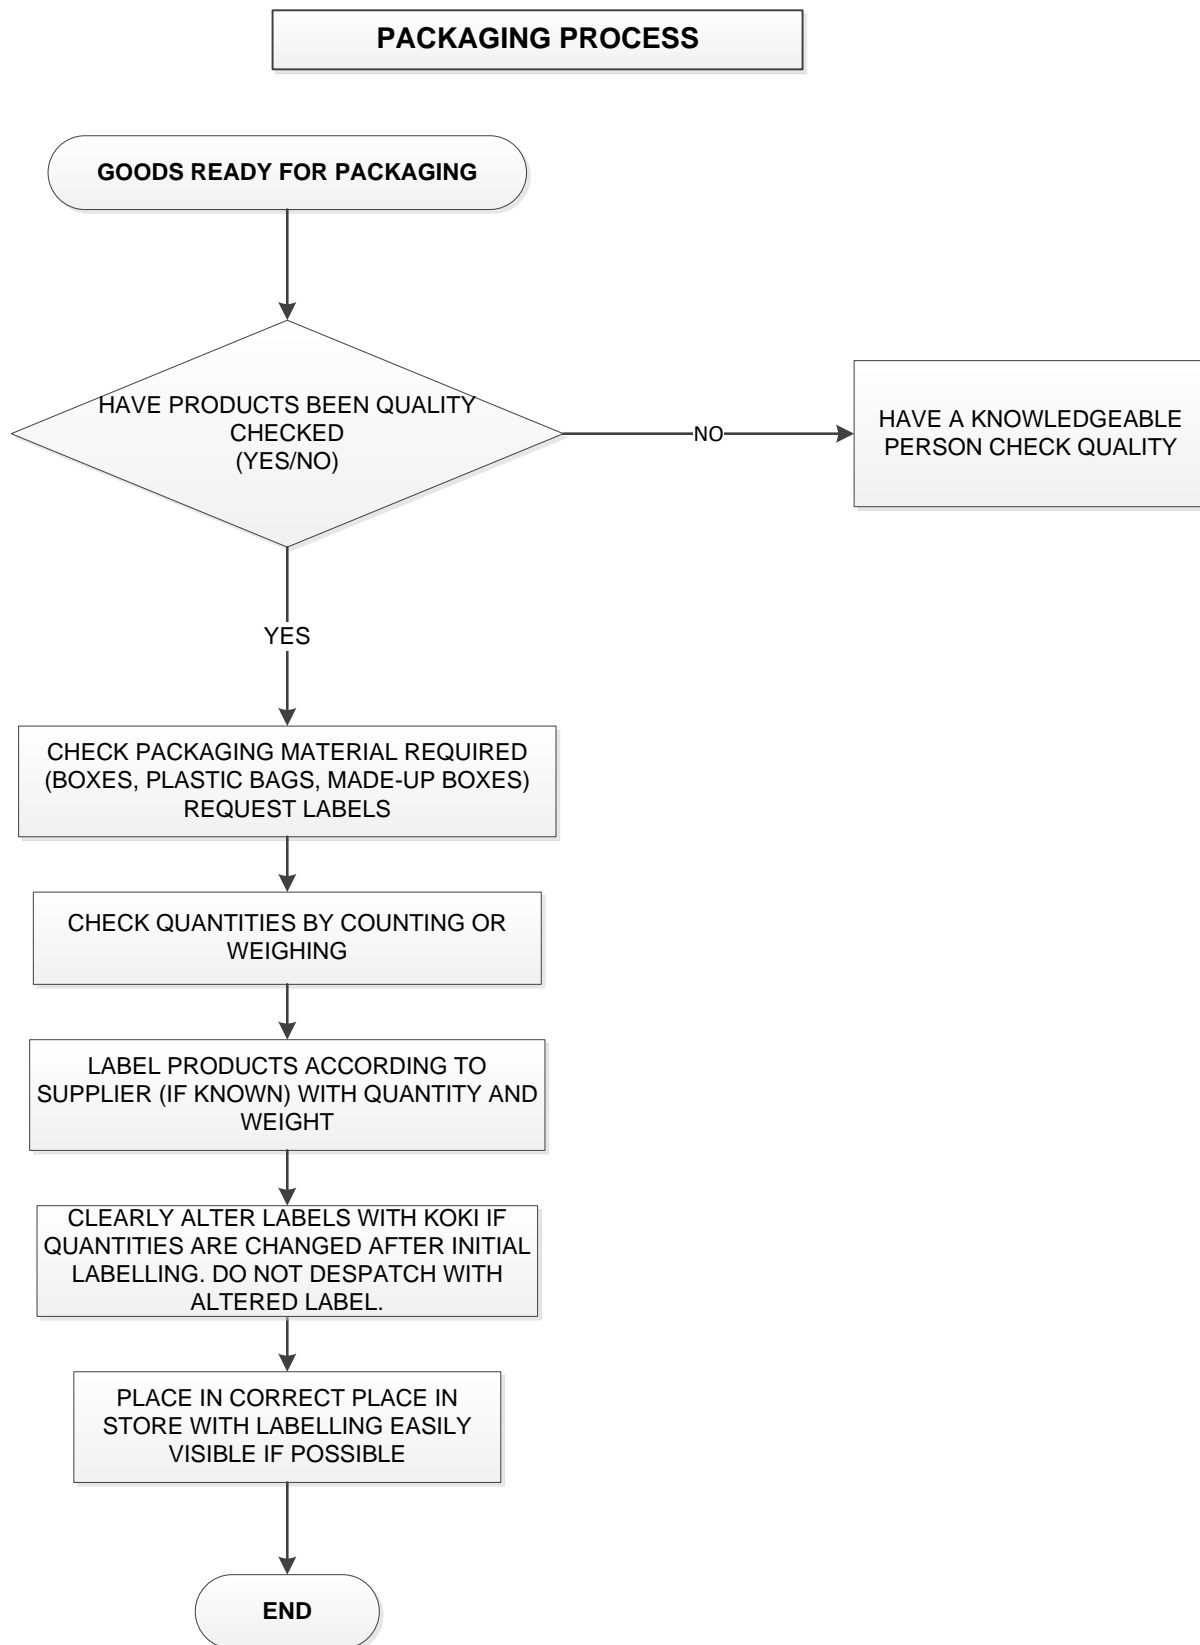 PACKAGING PROCESS
GOODS READY FOR PACKAGING
HAVE PRODUCTS BEEN QUALITY
CHECKED
(YES/NO)
NO
HAVE A KNOWLEDGEABLE
PERSON CHECK QUALITY
YES
CHECK PACKAGING MATERIAL REQUIRED
(BOXES, PLASTIC BAGS, MADE-UP BOXES)
REQUEST LABELS
CHECK QUANTITIES BY COUNTING OR
WEIGHING
LABEL PRODUCTS ACCORDING TO
SUPPLIER (IF KNOWN) WITH QUANTITY AND
WEIGHT
CLEARLY ALTER LABELS WITH KOKI IF
QUANTITIES ARE CHANGED AFTER INITIAL
LABELLING. DO NOT DESPATCH WITH
ALTERED LABEL.
PLACE IN CORRECT PLACE IN
STORE WITH LABELLING EASILY
VISIBLE IF POSSIBLE
END